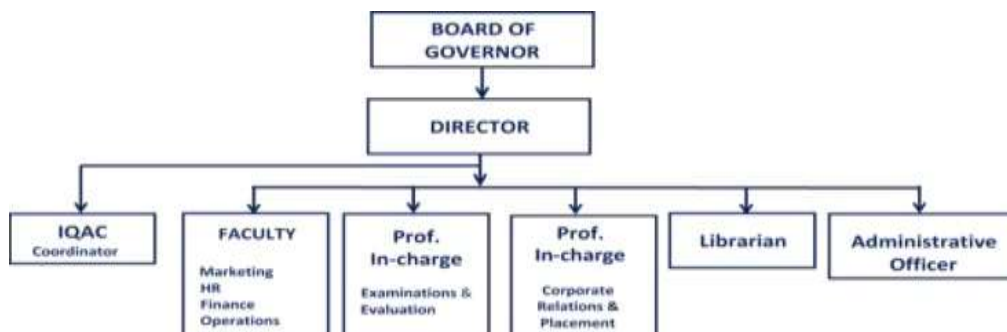 BOARD OF
GOVERNOR
DIRECTOR
IQAC
Coordinator
FACULTY
Marketing
HR
Finance
Operations
Prof.
In-charge
Examinations &
Evaluation
Prof.
In-charge
Corporate
Relations &
Placement
Librarian
Administrative
Officer